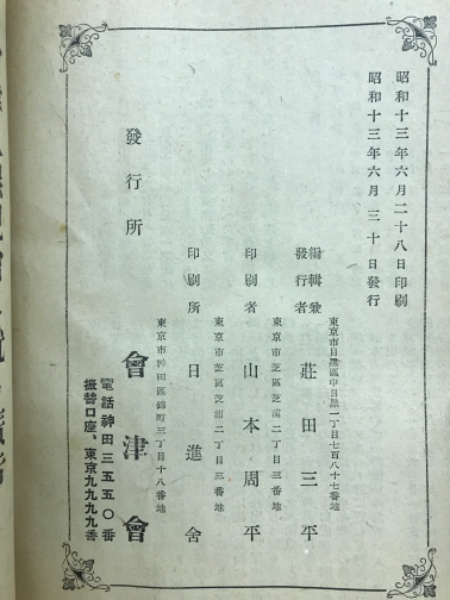 昭和十三年六月二十八日印刷
昭和十三年六月三十日發行
東京市目黒區中目黒一丁目七百八十七番地
編輯兼
發行者 莊田三平
東京市芝區芝浦二丁目三番地
印刷者 山本周平
東京市芝區芝浦二丁目三番地
印刷所 日進舍
東京市神田區錦町三丁目十八番地
發行所 會津會
電話神田三五五〇番
振替口座、東京九九九九番